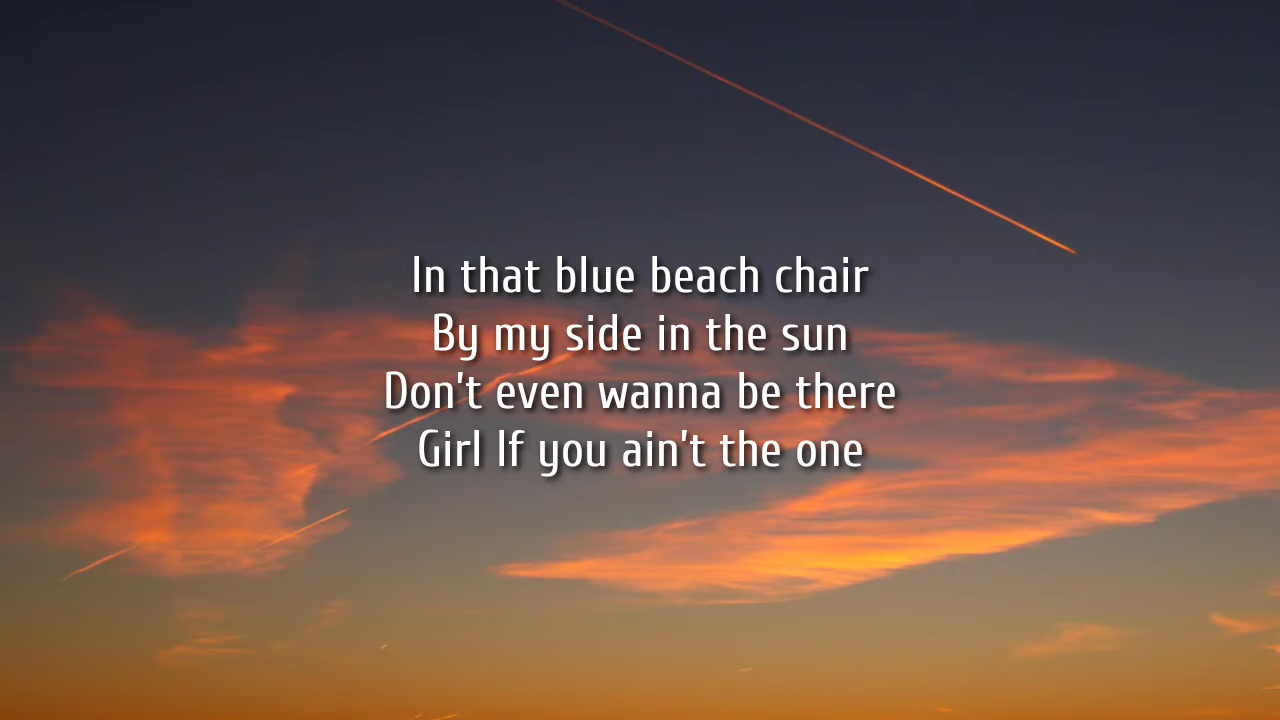 In that blue beach chair
By my side in the sun
Don't even wanna be there
Girl If you ain't the one